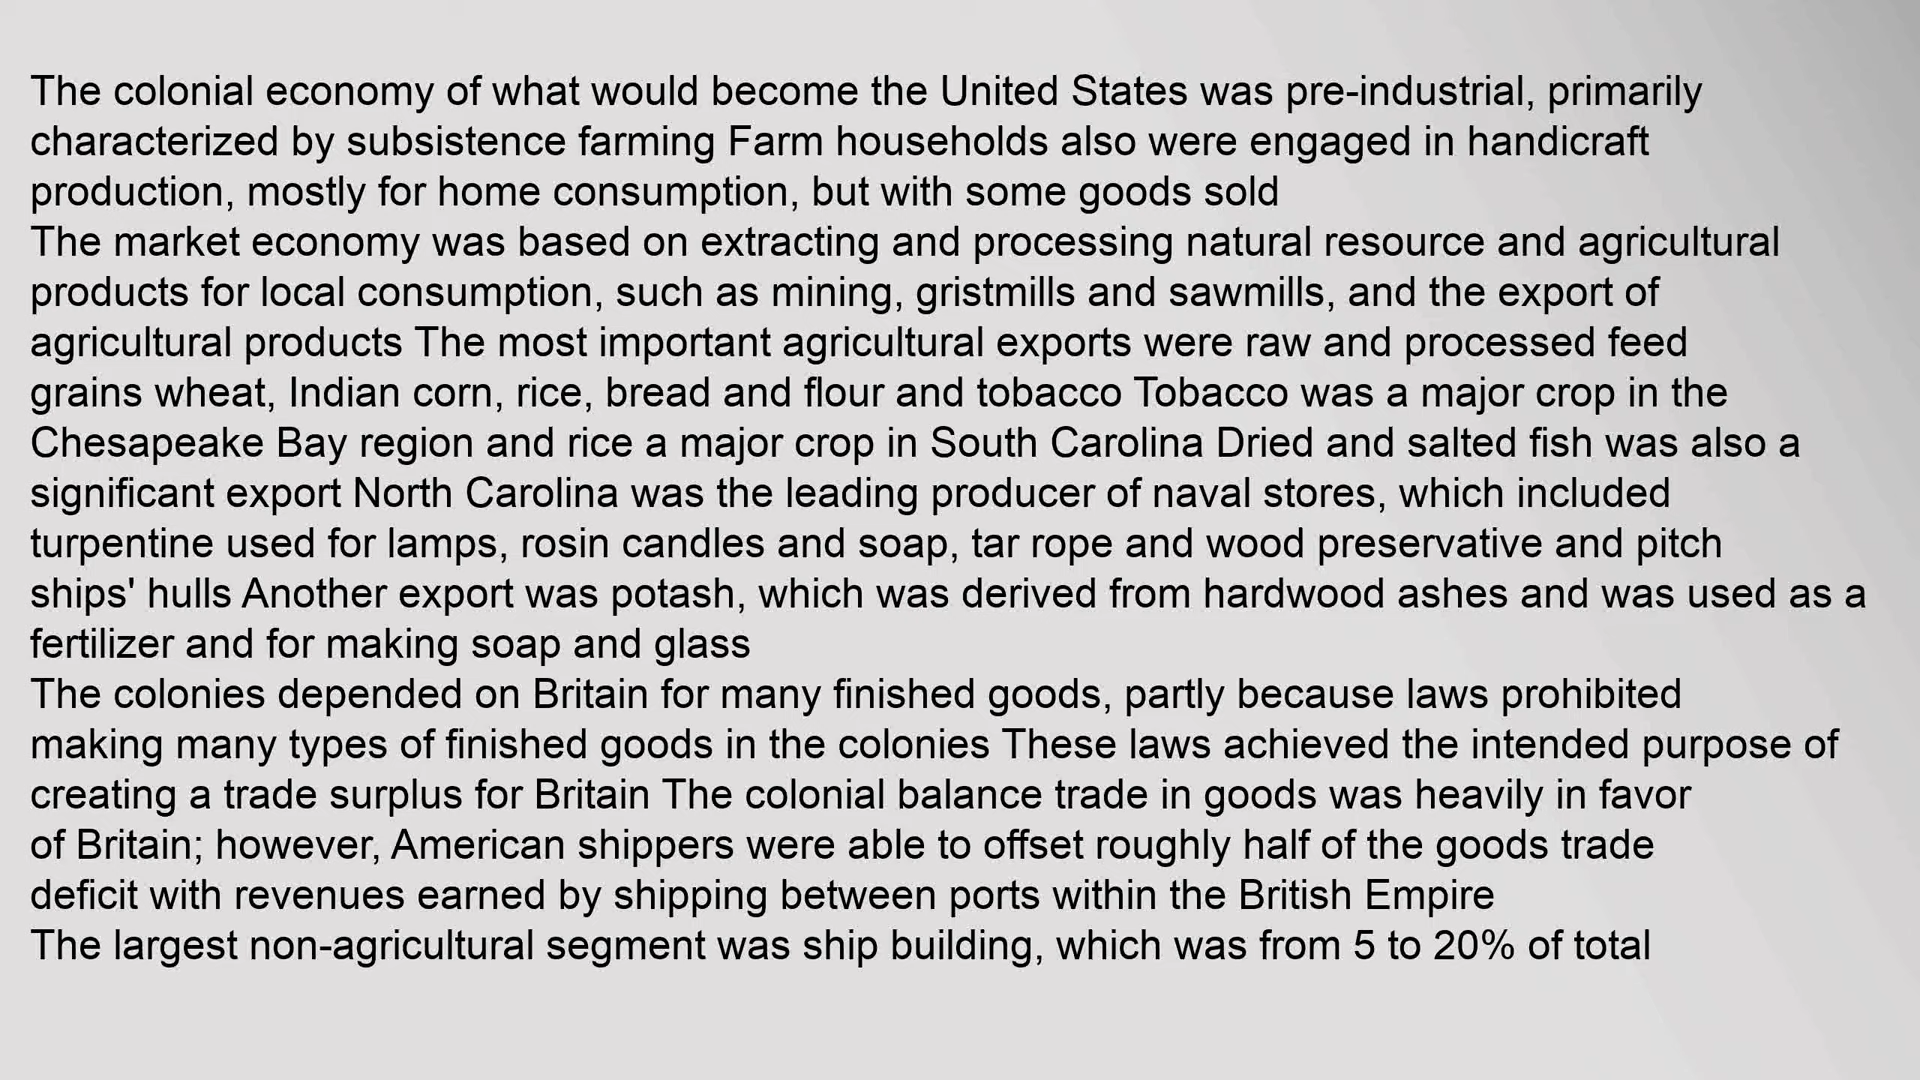 The colonial economy of what would become the United States was pre-industrial, primarily
characterized by subsistence farming Farm households also were engaged in handicraft
production, mostly for home consumption, but with some goods sold
The market economy was based on extracting and processing natural resource and agricultural
products for local consumption, such as mining, gristmills and sawmills, and the export of
agricultural products The most important agricultural exports were raw and processed feed
grains wheat, Indian corn, rice, bread and flour and tobacco Tobacco was a major crop in the
Chesapeake Bay region and rice a major crop in South Carolina Dried and salted fish was also a
significant export North Carolina was the leading producer of naval stores, which included
turpentine used for lamps, rosin candles and soap, tar rope and wood preservative and pitch
ships' hulls Another export was potash, which was derived from hardwood ashes and was used as a
fertilizer and for making soap and glass
The colonies depended on Britain for many finished goods, partly because laws prohibited
making many types of finished goods in the colonies These laws achieved the intended purpose of
creating a trade surplus for Britain The colonial balance trade in goods was heavily in favor
of Britain; however, American shippers were able to offset roughly half of the goods trade
deficit with revenues earned by shipping between ports within the British Empire
The largest non-agricultural segment was ship building, which was from 5 to 20% of total